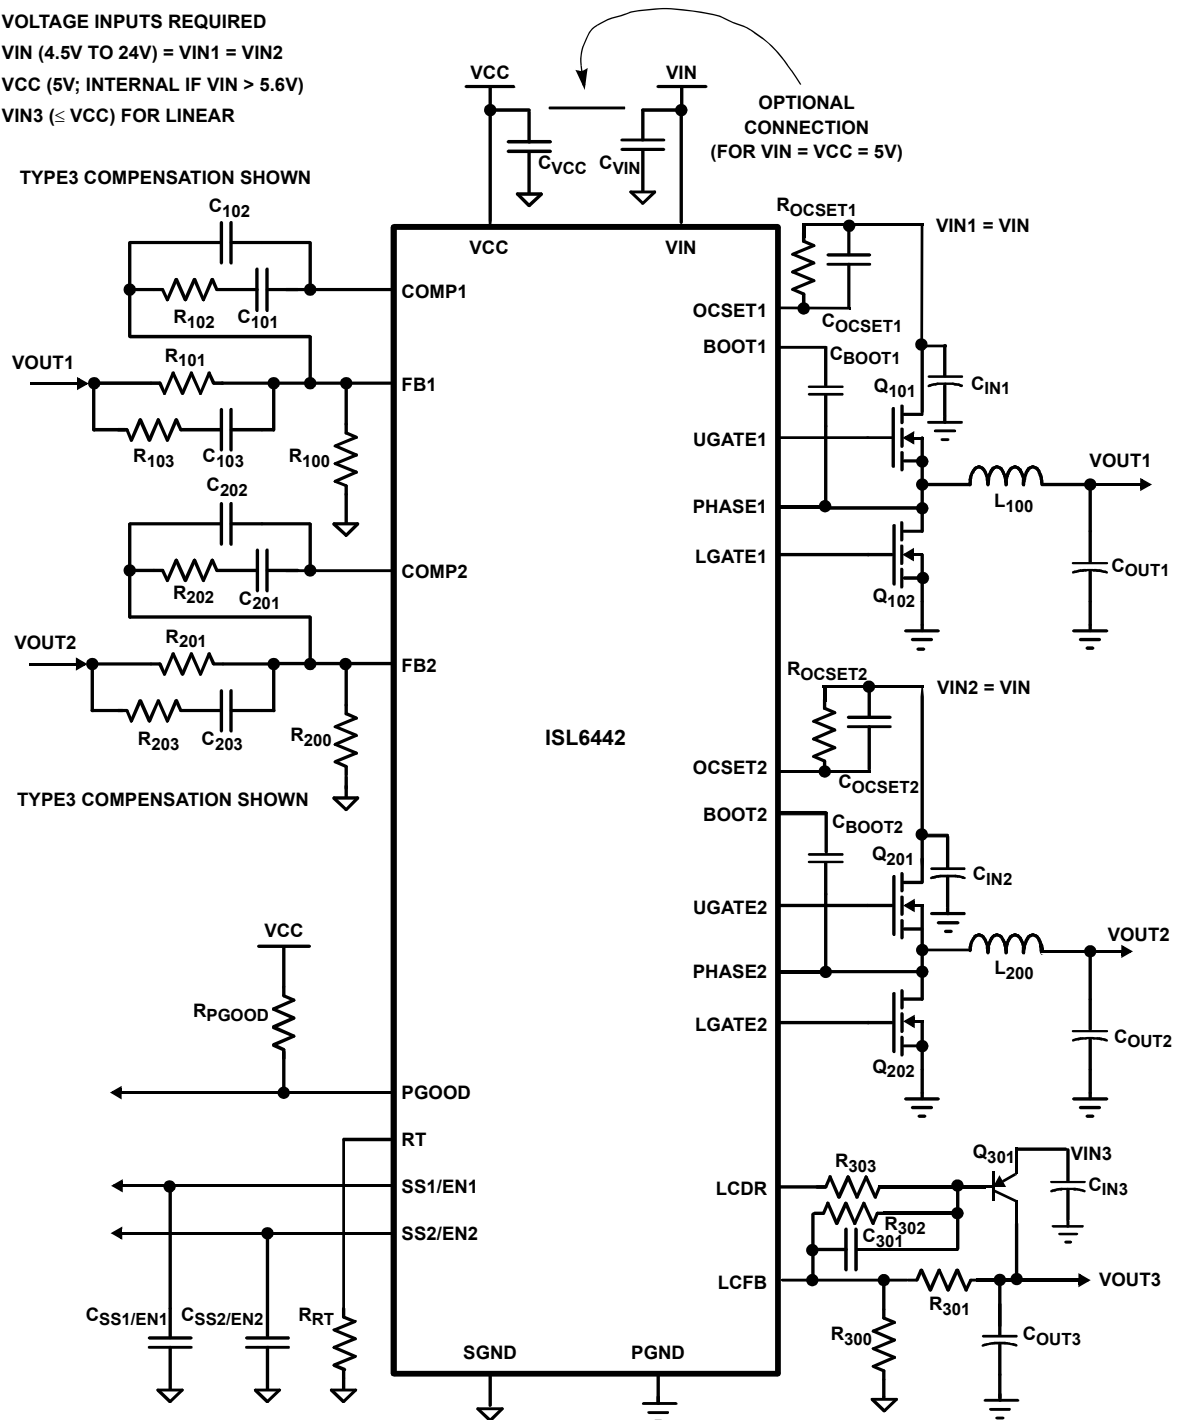 VOLTAGE INPUTS REQUIRED
VIN (4.5V TO 24V) = VIN1 = VIN2
VCC (5V; INTERNAL IF VIN > 5.6V)
VIN3 (≤ VCC) FOR LINEAR
VCC
VIN
OPTIONAL
CONNECTION
(FOR VIN = VCC = 5V)
CVCC
CVIN
TYPE3 COMPENSATION SHOWN
C102
R102
C101
COMP1
VOUT1
R101
FB1
R103
C103
R100
C202
R202
C201
COMP2
VOUT2
R201
FB2
R203
C203
R200
TYPE3 COMPENSATION SHOWN
VCC
RPGOOD
PGOOD
RT
SS1/EN1
SS2/EN2
CSS1/EN1
CSS2/EN2
RRT
VCC
VIN
ISL6442
SGND
PGND
ROCSET1
VIN1 = VIN
OCSET1
COCSET1
BOOT1
CBOOT1
Q101
CIN1
UGATE1
VOUT1
PHASE1
L100
LGATE1
Q102
COUT1
ROCSET2
VIN2 = VIN
OCSET2
COCSET2
BOOT2
CBOOT2
Q201
CIN2
UGATE2
VOUT2
PHASE2
L200
LGATE2
Q202
COUT2
Q301
VIN3
R303
LCDR
CIN3
R302
C301
LCFB
VOUT3
R301
R300
COUT3